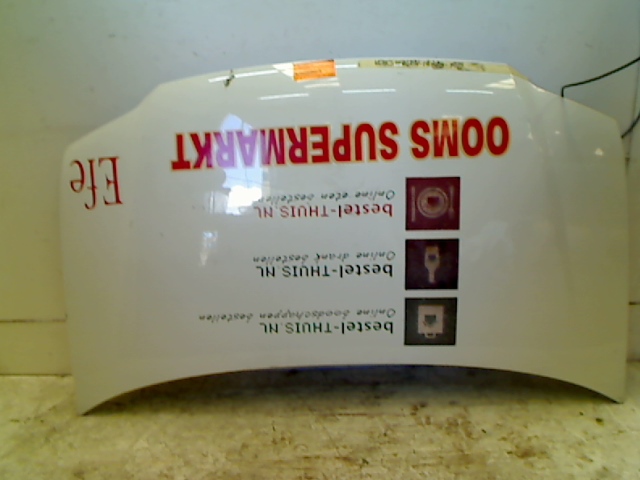 bestel-THUIS.NL
Online boodschappen bestellen
bestel-THUIS.NL
Online drank bestellen
bestel-THUIS.NL
Online eten bestellen
OOMS SUPERMARKT
Efe